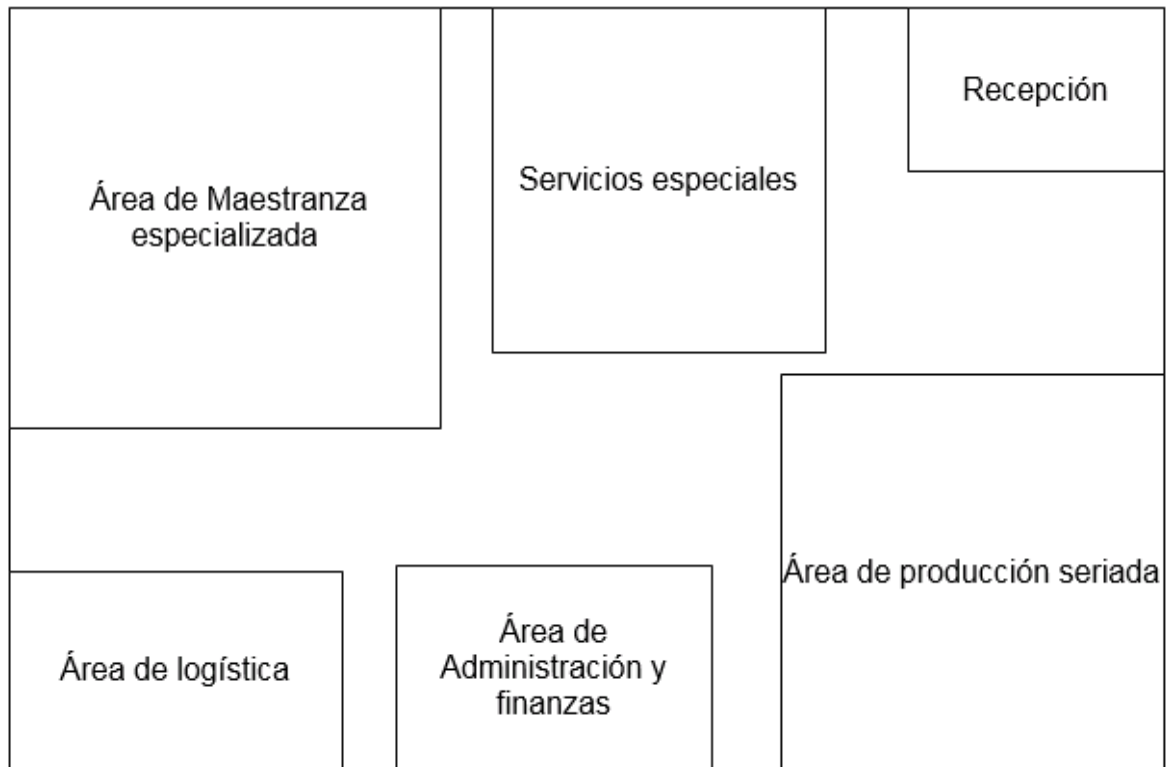 Recepción
Servicios especiales
Área de Maestranza
especializada
Área de producción seriada
Área de
Administración y
finanzas
Área de logística